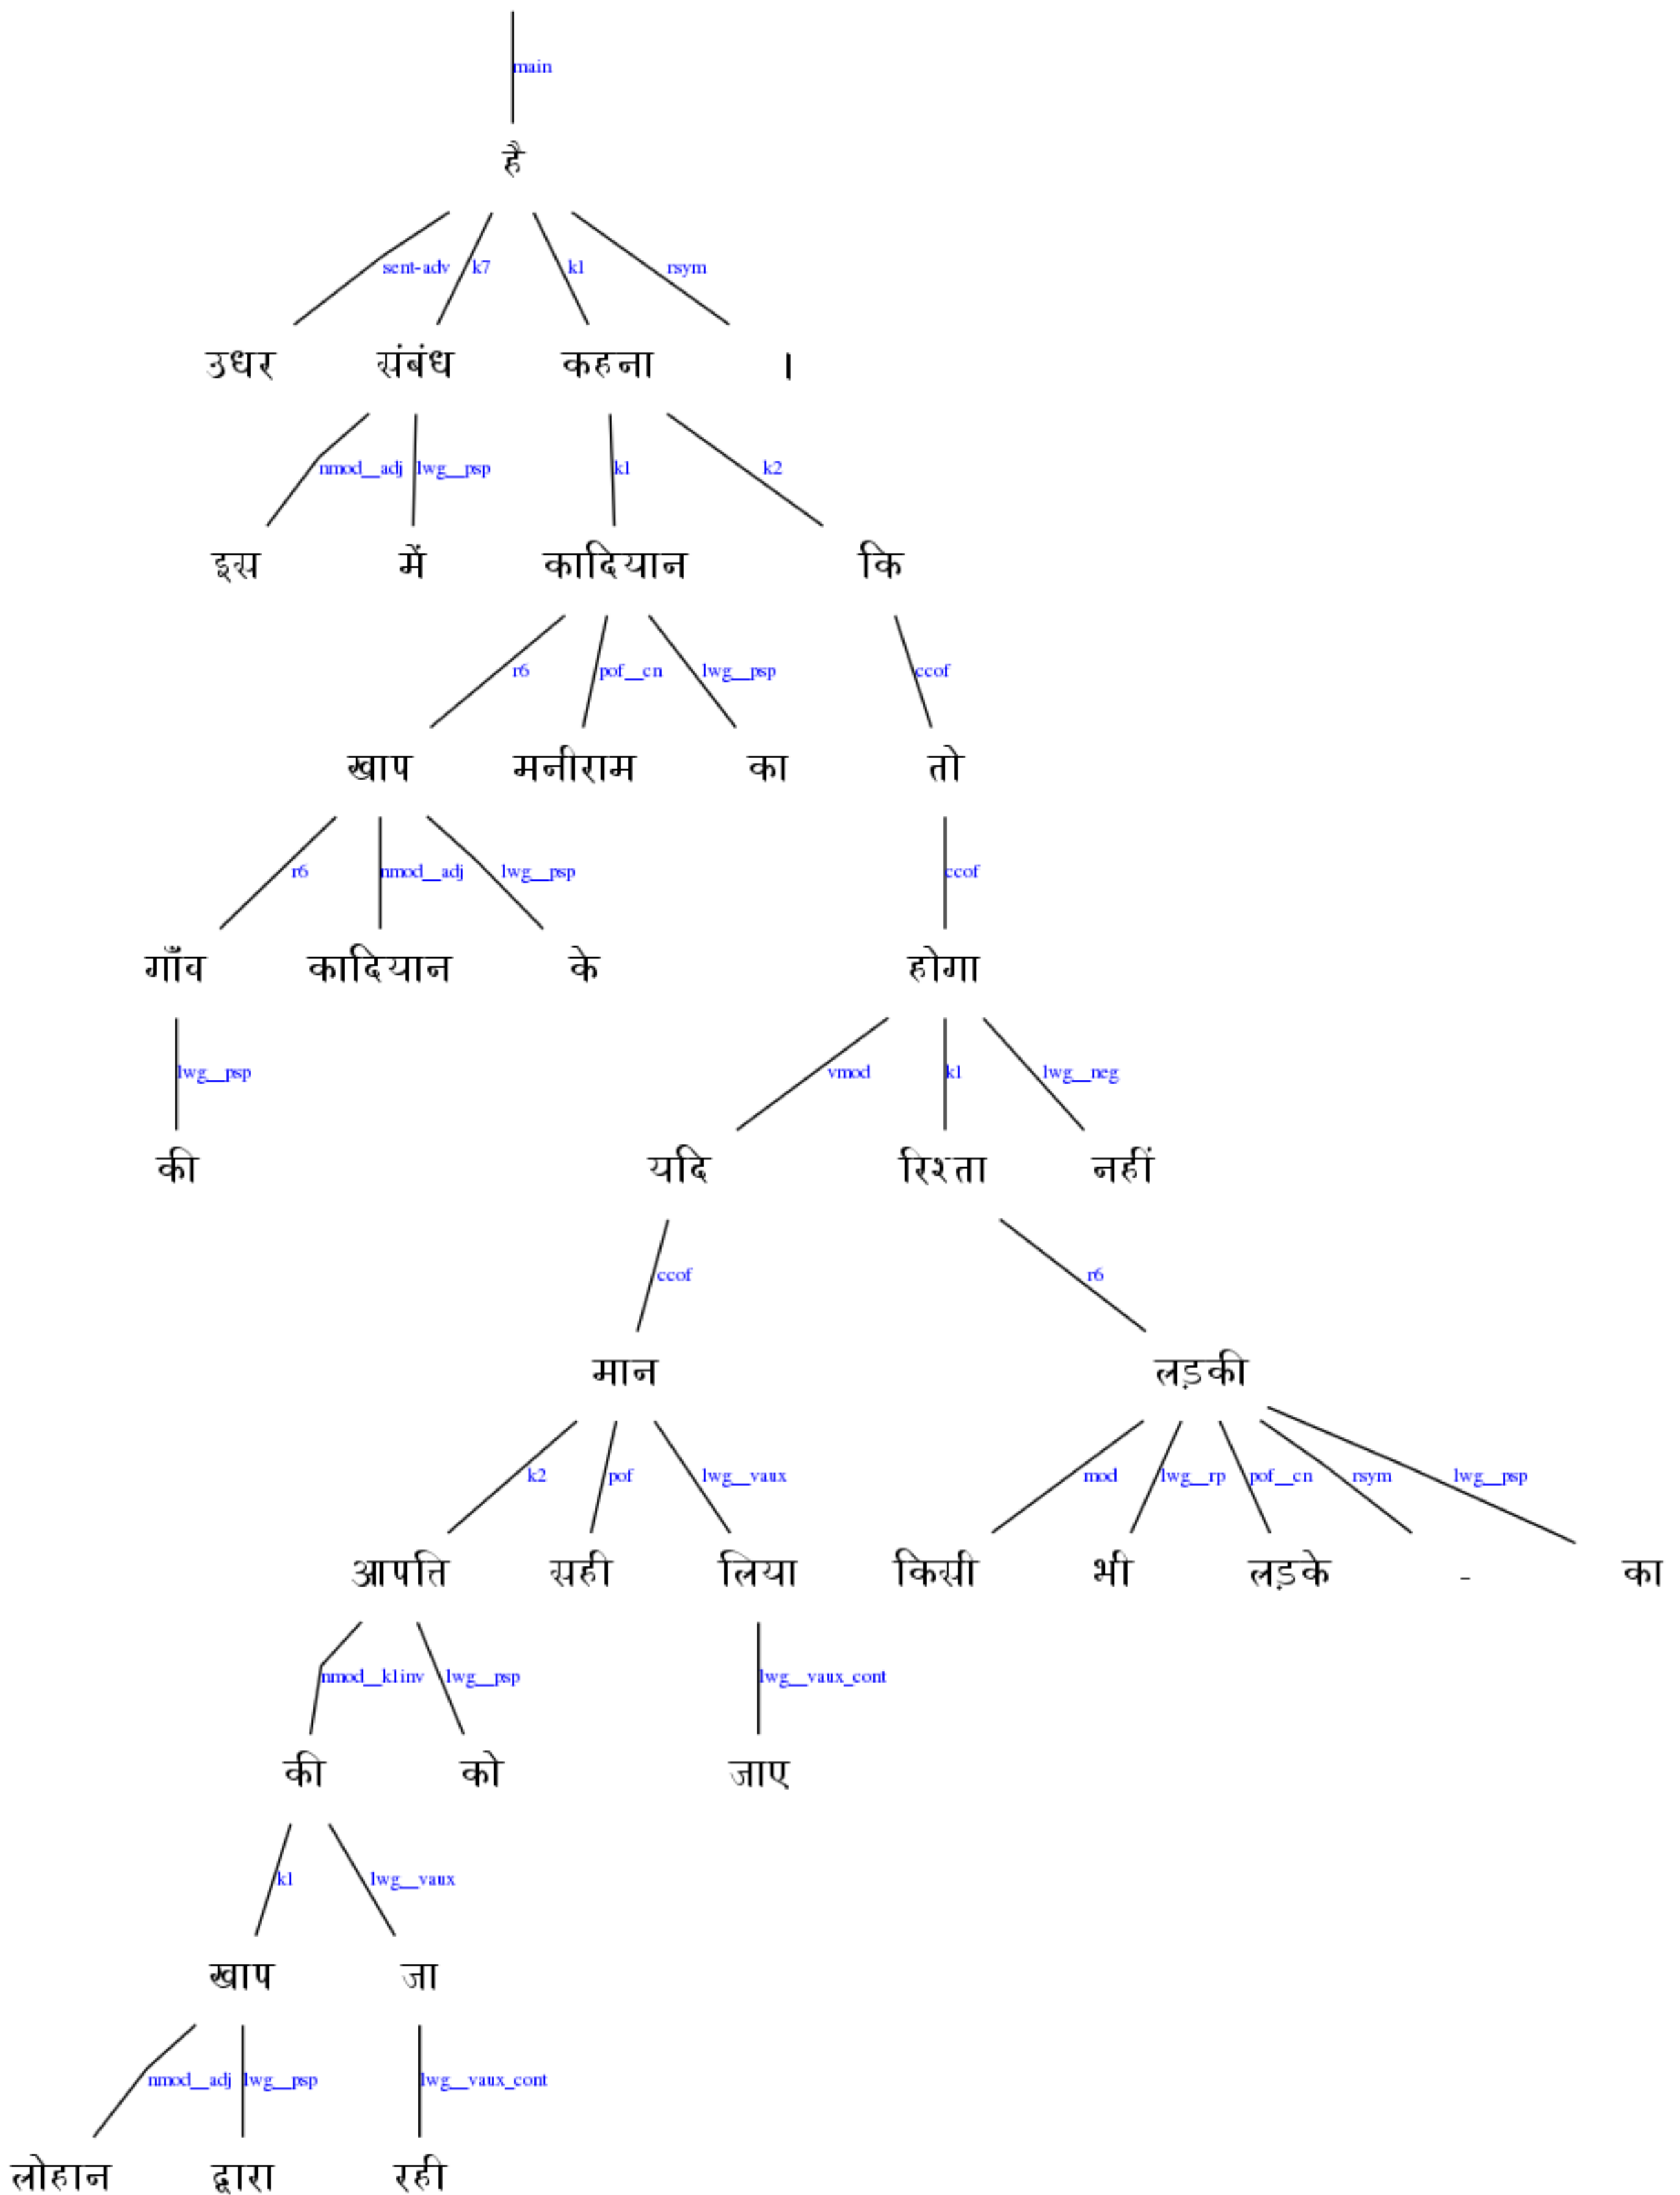 main
है
sent-adv k7 k1 rsym
उधर संबंध कहना ।
nmod__adj lwg__psp k1 k2
इस में कादियान कि
r6 pof__cn lwg__psp ccof
खाप मनीराम का तो
r6 nmod__adj lwg__psp ccof
गाँव कादियान के होगा
lwg__psp vmod k1 lwg__neg
की यदि रिश्ता नहीं
ccof r6
मान लड़की
k2 pof lwg__vaux mod lwg__rp pof__cn rsym lwg__psp
आपत्ति सही लिया किसी भी लड़के - का
nmod__k1inv lwg__psp lwg__vaux_cont
की को जाए
k1 lwg__vaux
खाप जा
nmod__adj lwg__psp lwg__vaux_cont
लोहान द्वारा रही